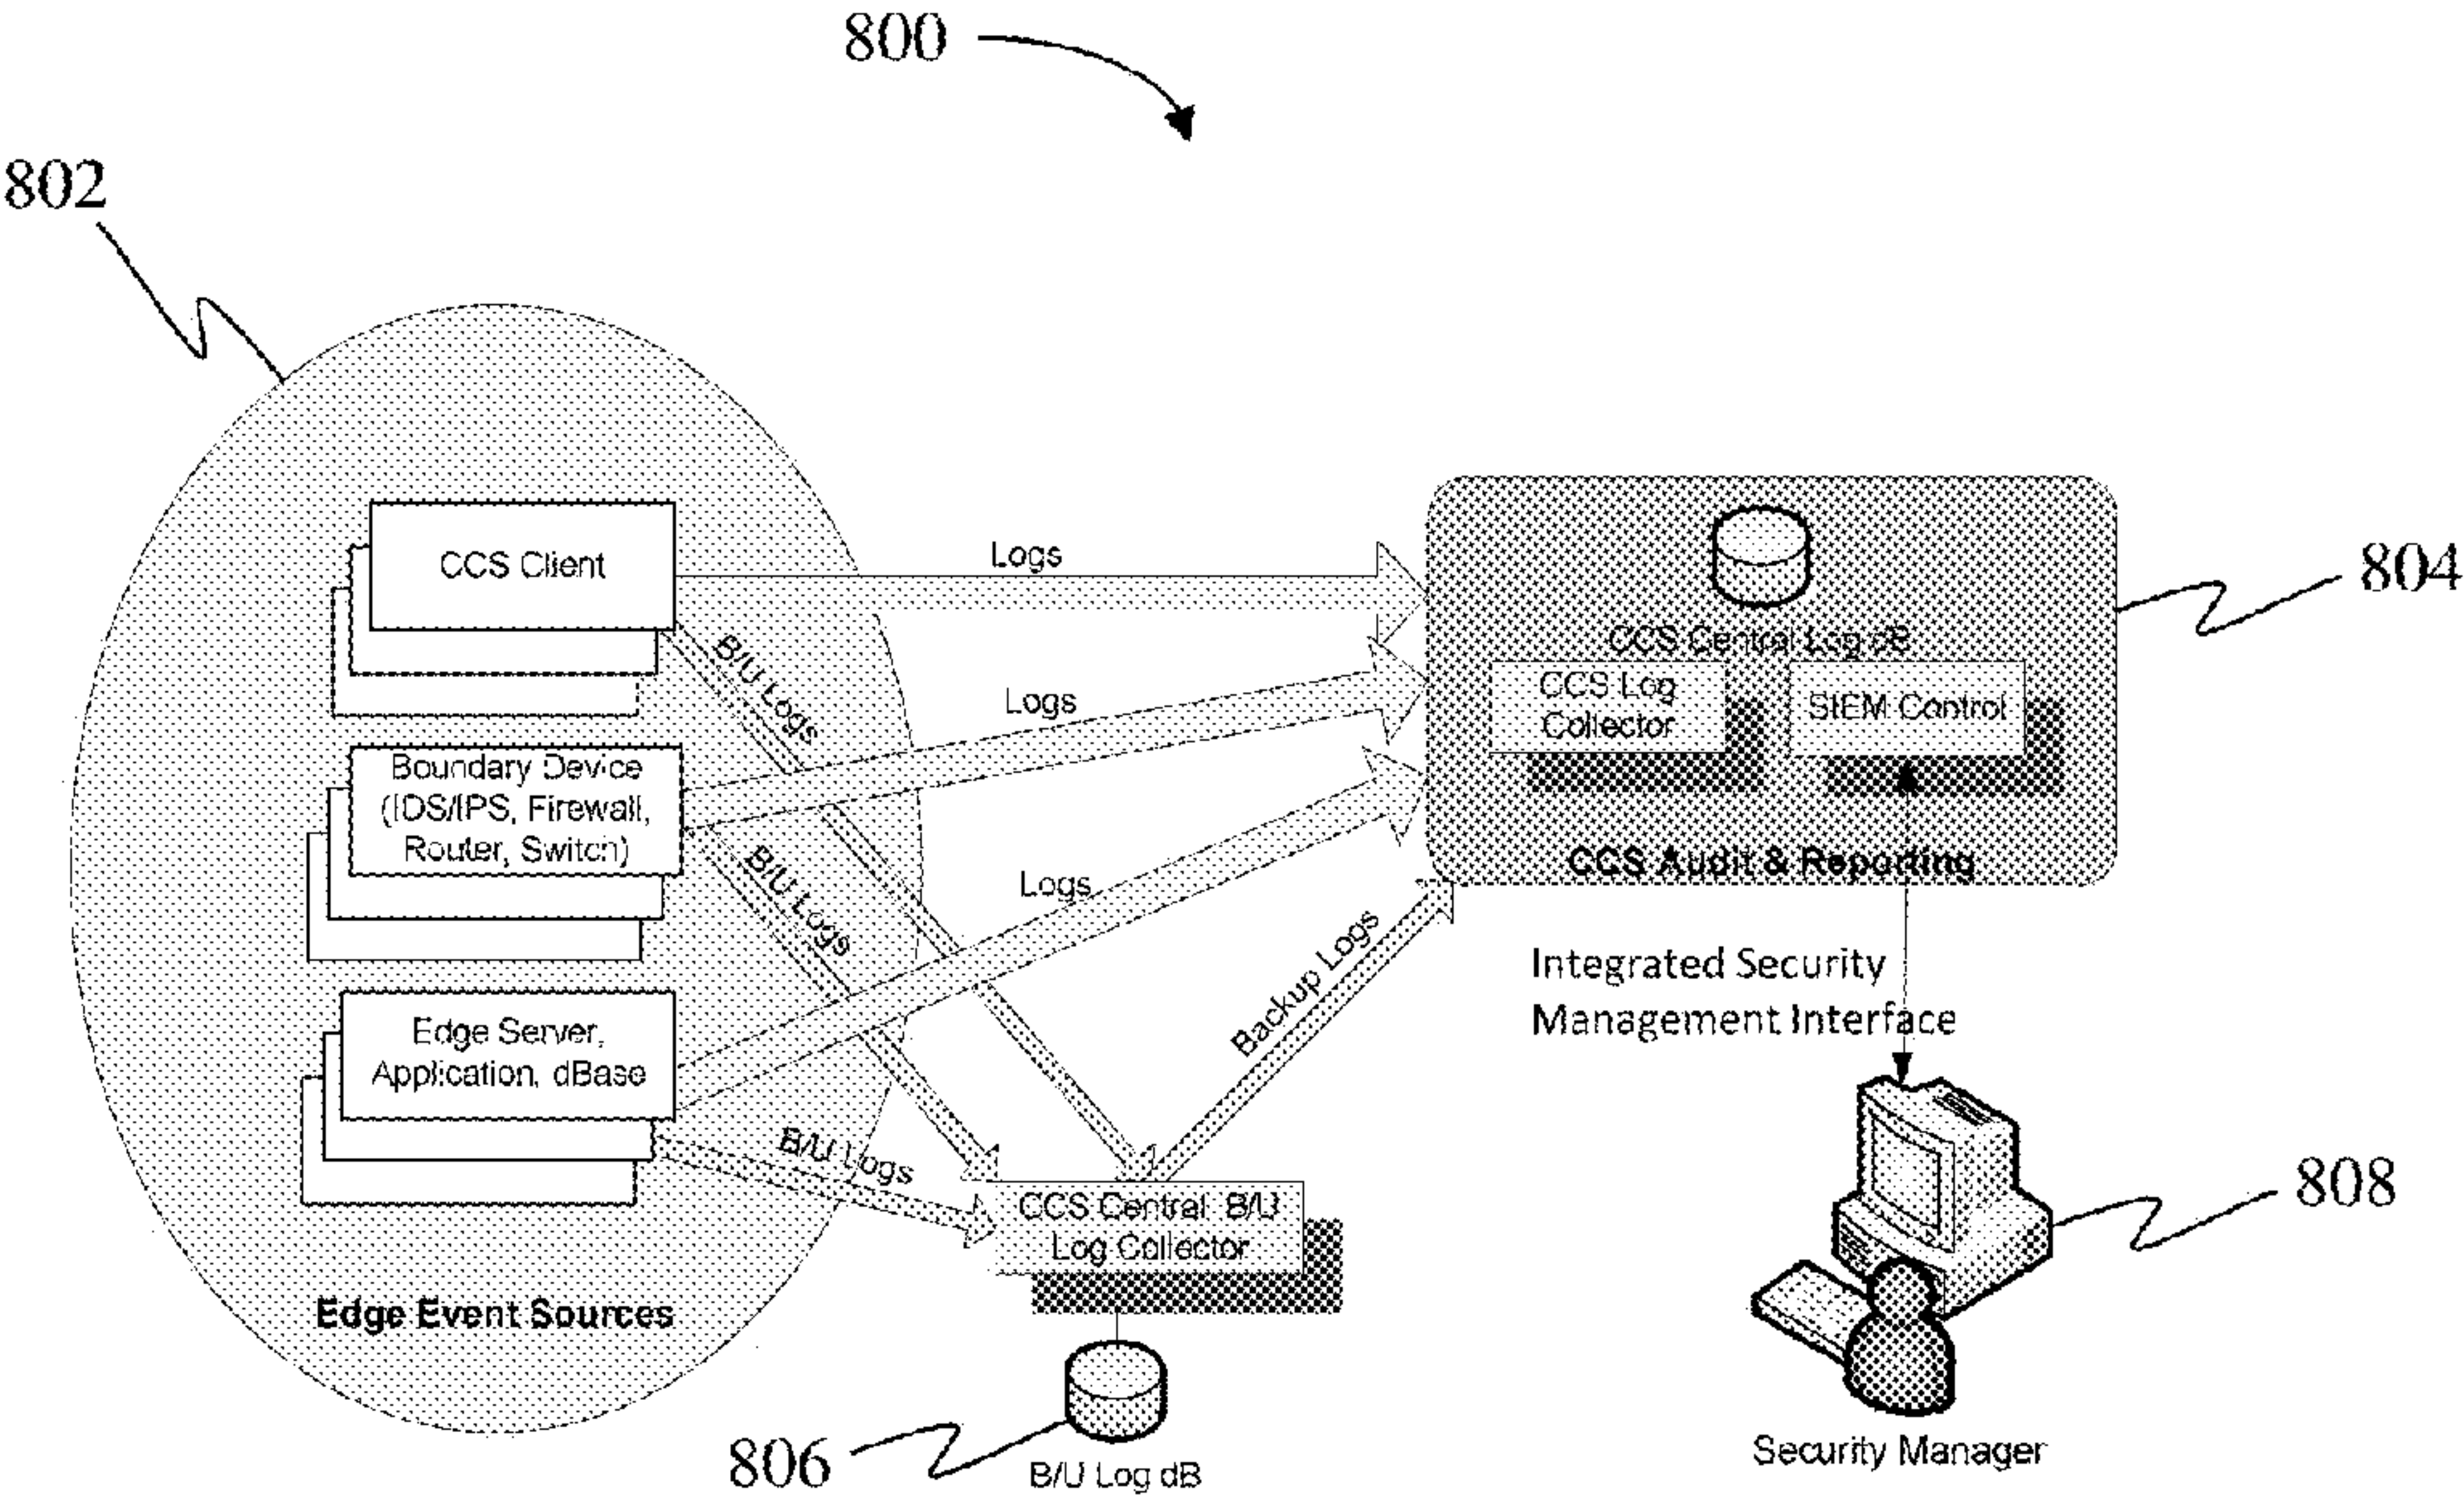 800
802
CCS Client
Logs
B/U Logs
CCS Central Log dB
804
CCS Log
Collector
SIEM Control
Logs
Boundary Device
(IDS/IPS, Firewall,
Router, Switch)
B/U Logs
CCS Audit & Reporting
Logs
Backup Logs
Integrated Security
Management Interface
Edge Server,
Application, dBase
B/U Logs
CCS Central B/U
Log Collector
808
Edge Event Sources
806
B/U Log dB
Security Manager